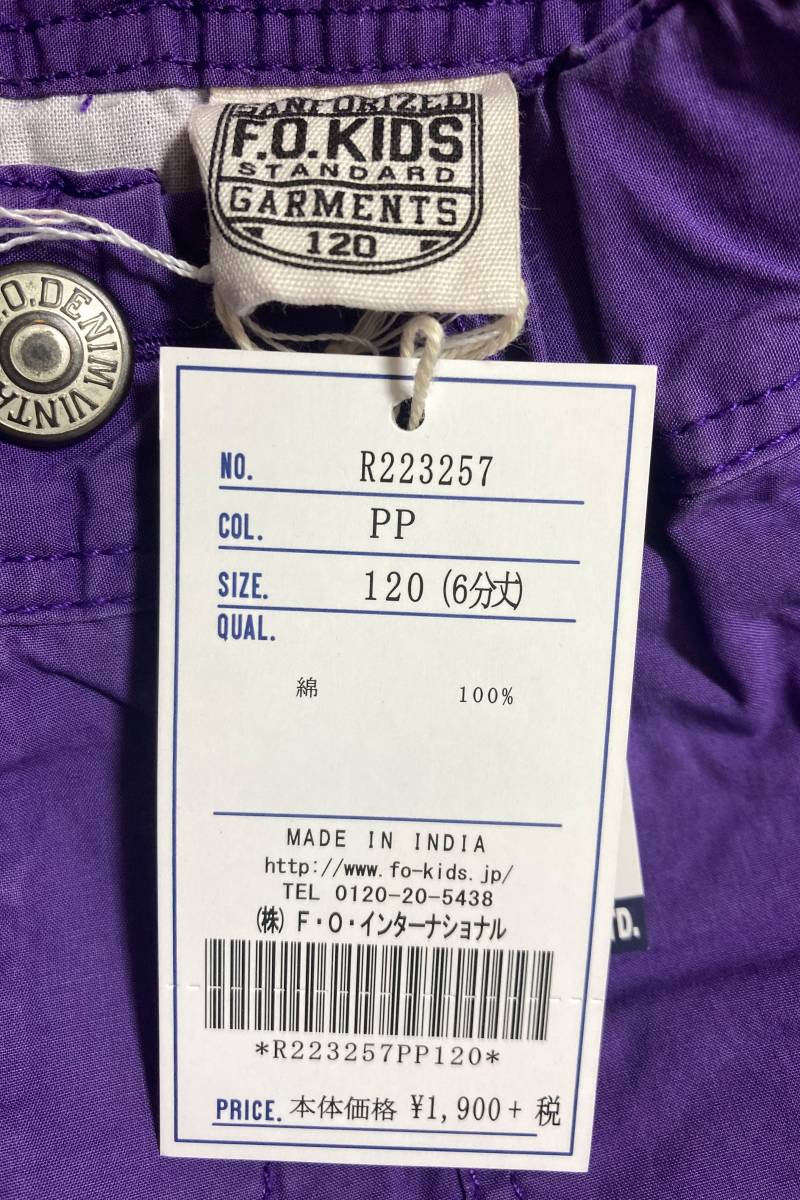 SANFORIZED
F.O.KIDS
STANDARD
GARMENTS
120
.O.DENIM VINTA
NO. R223257
COL. PP
SIZE. 120 (6分丈)
QUAL.
綿 100%
MADE IN INDIA
http://www.fo-kids.jp/
TEL 0120-20-5438
(株) F・O・インターナショナル
TD.
*R223257PP120*
PRICE. 本体価格 ¥1,900+ 税